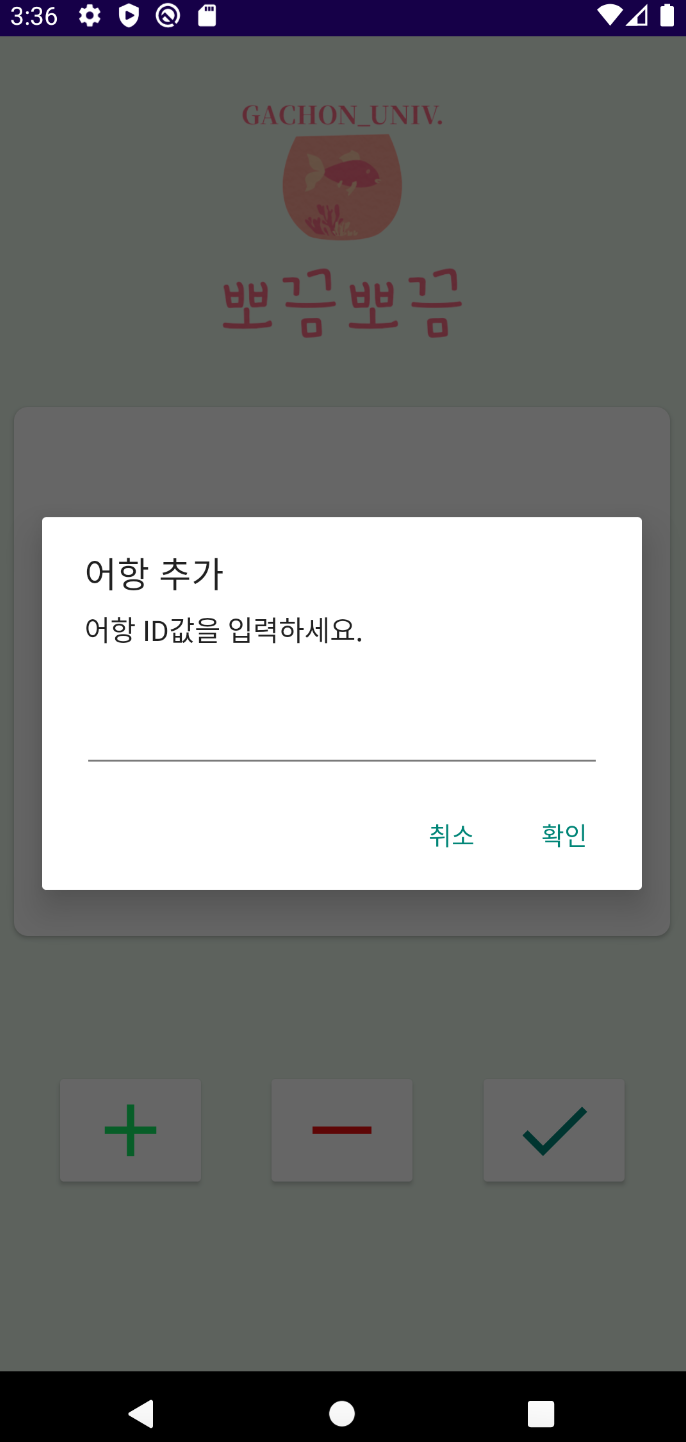 3:36
GACHON_UNIV.
뽀끔뽀끔
어항 추가
어항 ID값을 입력하세요.
취소 확인